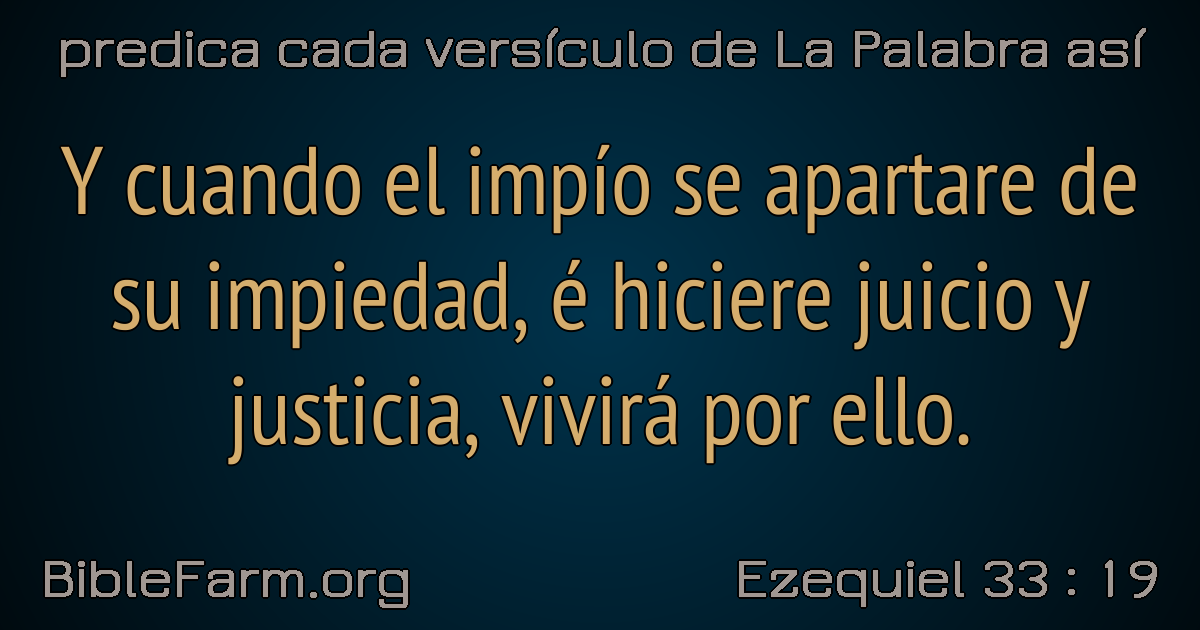 predica cada versículo de La Palabra así
Y cuando el impío se apartare de
su impiedad, é hiciere juicio y
justicia, vivirá por ello.
BibleFarm.org
Ezequiel 33 : 19